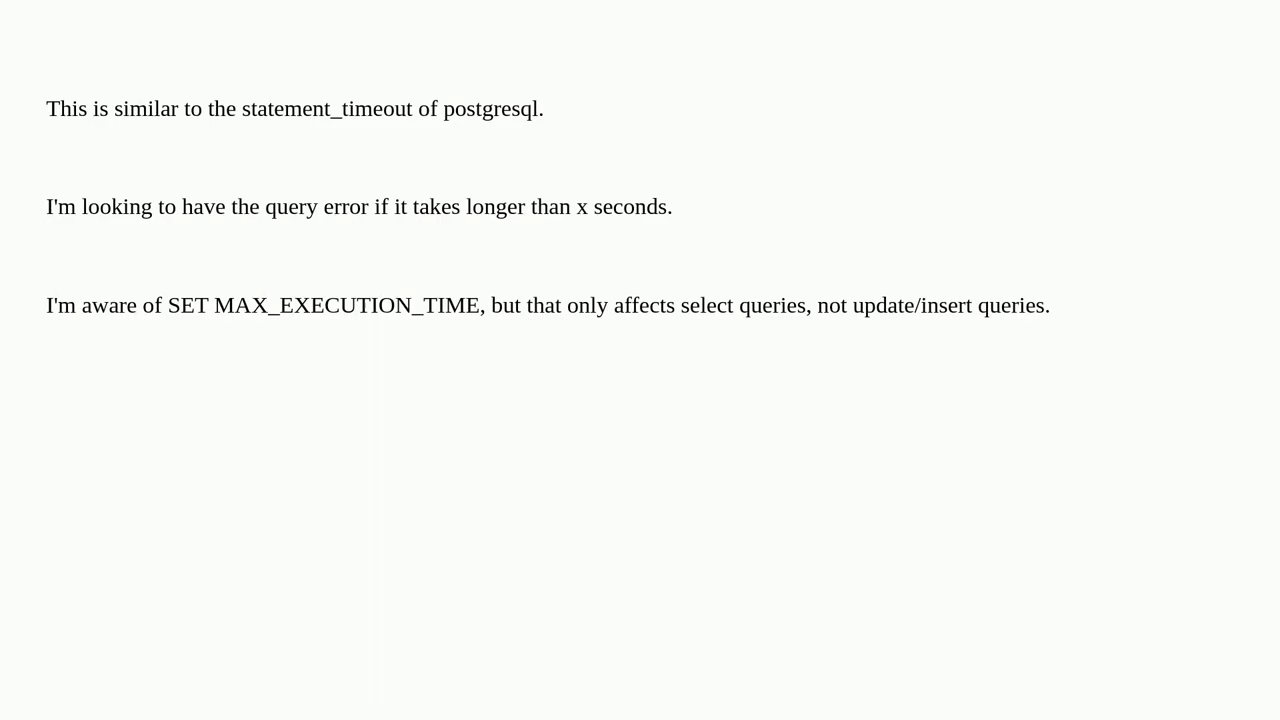 This is similar to the statement_timeout of postgresql.
I'm looking to have the query error if it takes longer than x seconds.
I'm aware of SET MAX_EXECUTION_TIME, but that only affects select queries, not update/insert queries.